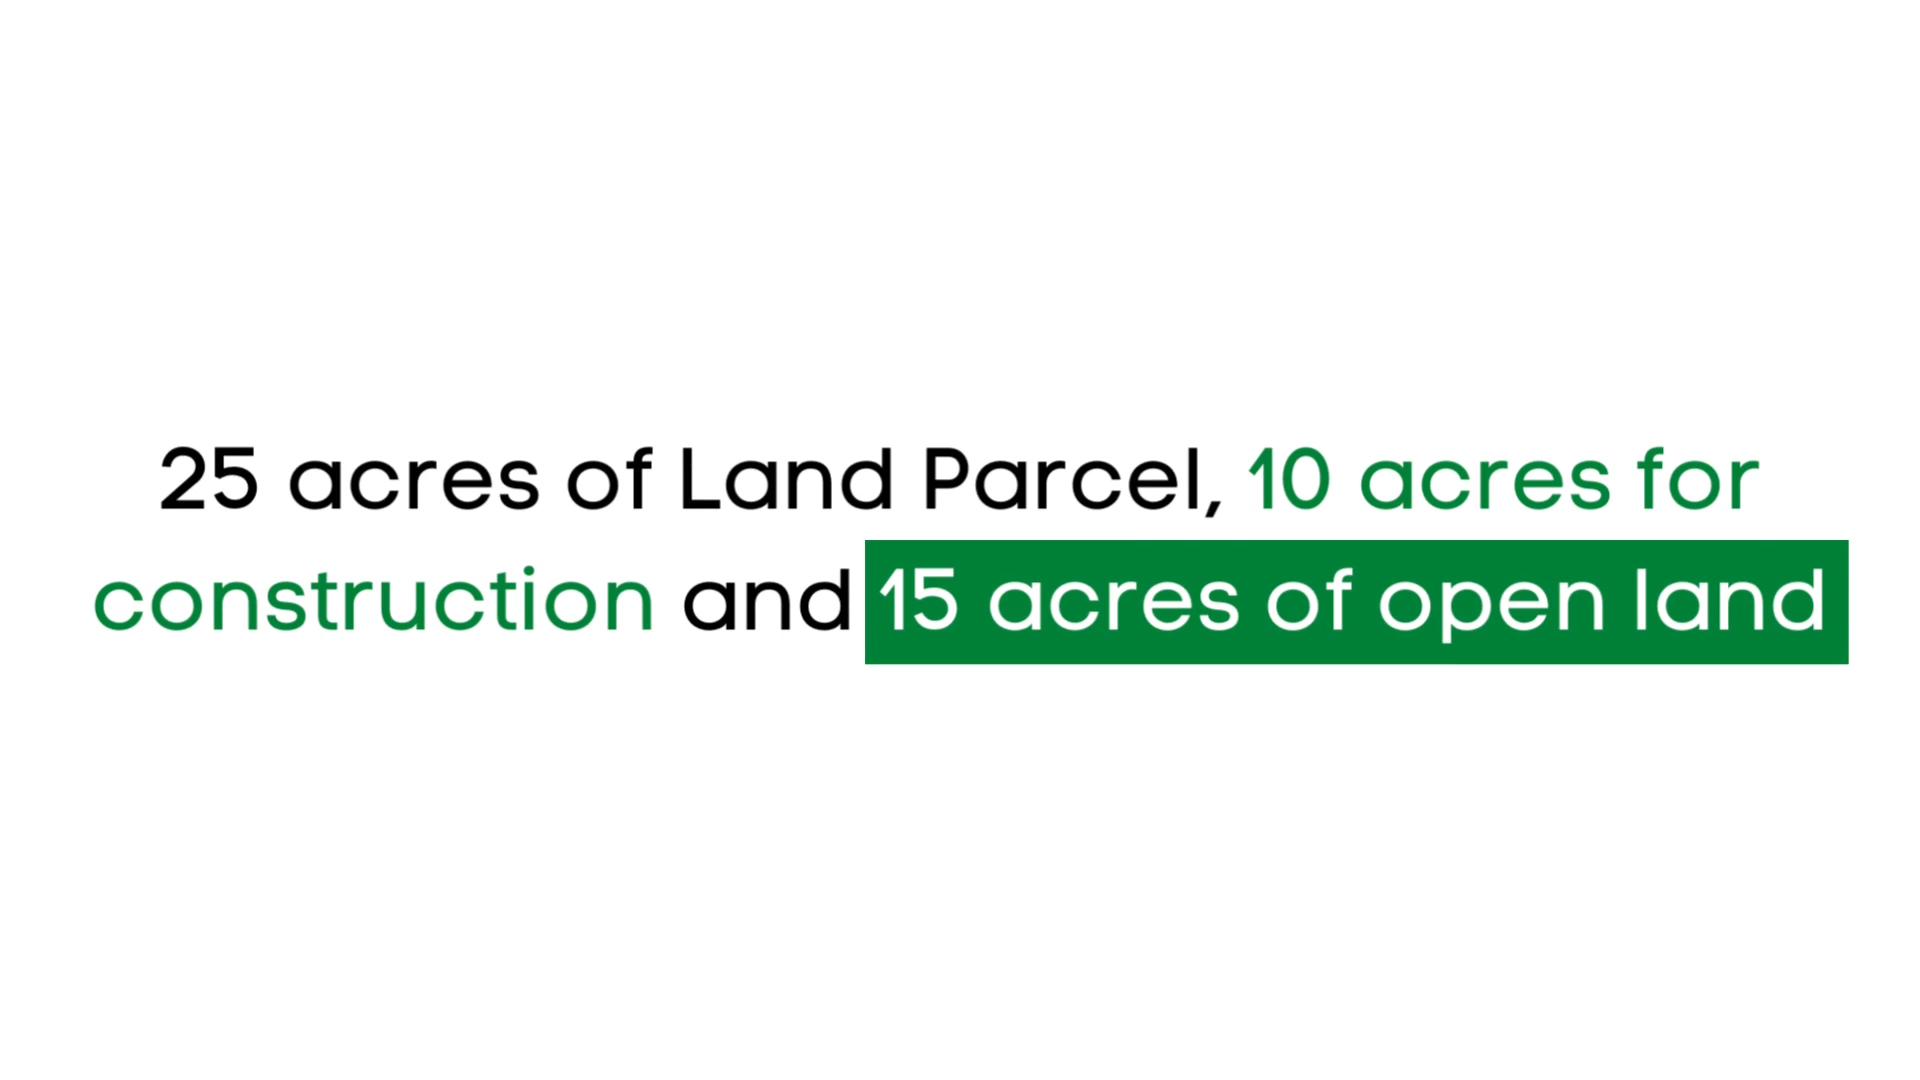 25 acres of Land Parcel, 10 acres for
construction and 15 acres of open land